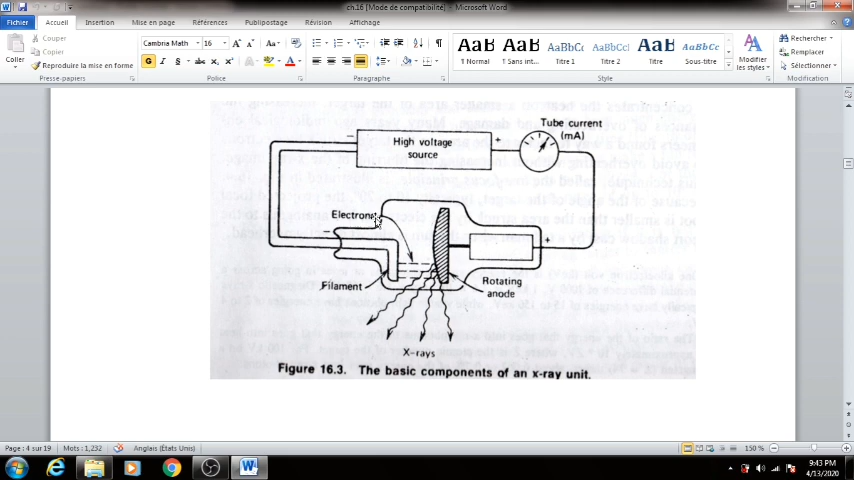 ch.16 [Mode de compatibilité] - Microsoft Word
Fichier Accueil Insertion Mise en page Références Publipostage Révision Affichage
Coller
Couper
Copier
Reproduire la mise en forme
Presse-papiers
Cambria Math 16
Police
Paragraphe
AaB AaB AaBbCc AaBbCcI AaB AaBbCcL
¶ Normal ¶ Sans int... Titre 1 Titre 2 Titre Sous-titre
Style
Modifier les styles
Rechercher
Remplacer
Sélectionner
Modification
Tube current
(mA)
High voltage
source
− +
Electrons
−
+
Filament
Rotating
anode
X-rays
Figure 16.3. The basic components of an x-ray unit.
Page : 4 sur 19 Mots : 1,232 Anglais (États Unis) 150 %
9:43 PM
4/13/2020